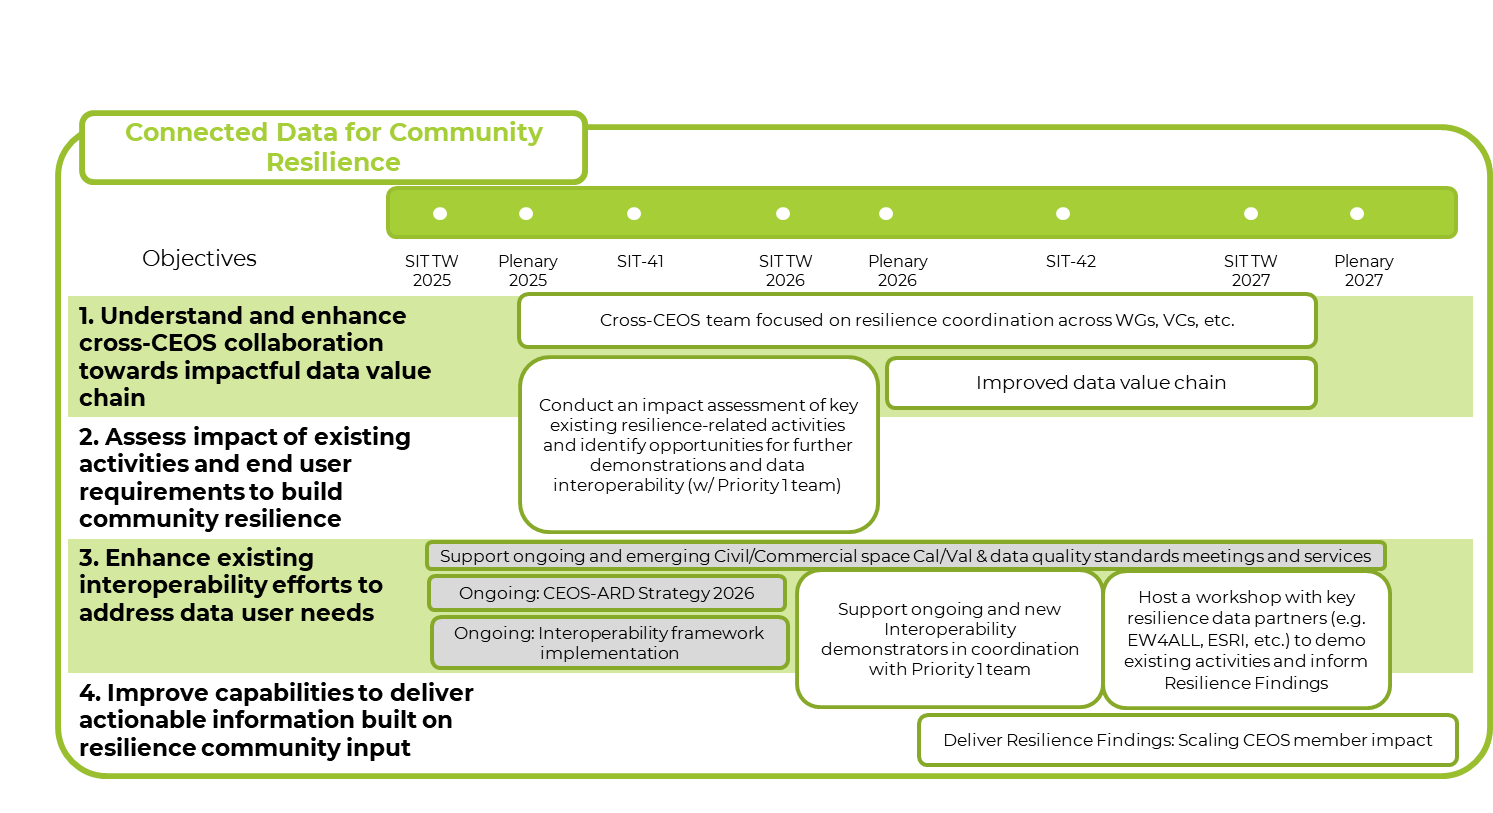 Connected Data for Community
Resilience
Objectives
SIT TW
2025
Plenary
2025
SIT-41
SIT TW
2026
Plenary
2026
SIT-42
SIT TW
2027
Plenary
2027
1. Understand and enhance
cross-CEOS collaboration
towards impactful data value
chain
Cross-CEOS team focused on resilience coordination across WGs, VCs, etc.
Improved data value chain
Conduct an impact assessment of key
existing resilience-related activities
and identify opportunities for further
demonstrations and data
interoperability (w/ Priority 1 team)
2. Assess impact of existing
activities and end user
requirements to build
community resilience
3. Enhance existing
interoperability efforts to
address data user needs
Support ongoing and emerging Civil/Commercial space Cal/Val & data quality standards meetings and services
Ongoing: CEOS-ARD Strategy 2026
Ongoing: Interoperability framework
implementation
Support ongoing and new
Interoperability
demonstrators in coordination
with Priority 1 team
Host a workshop with key
resilience data partners (e.g.
EW4ALL, ESRI, etc.) to demo
existing activities and inform
Resilience Findings
4. Improve capabilities to deliver
actionable information built on
resilience community input
Deliver Resilience Findings: Scaling CEOS member impact